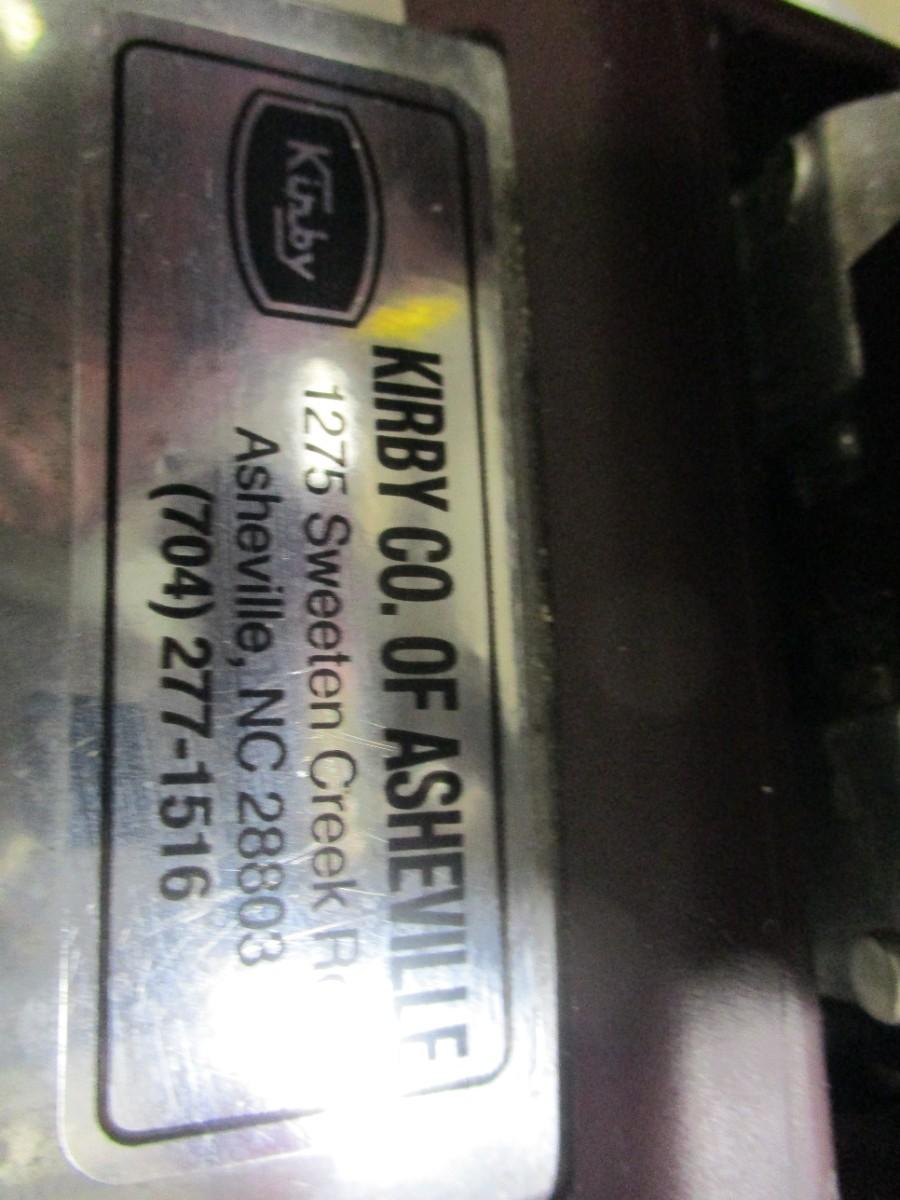 Kirby
KIRBY CO. OF ASHEVILLE
1275 Sweeten Creek
Asheville, NC 28803
(704) 277-1516